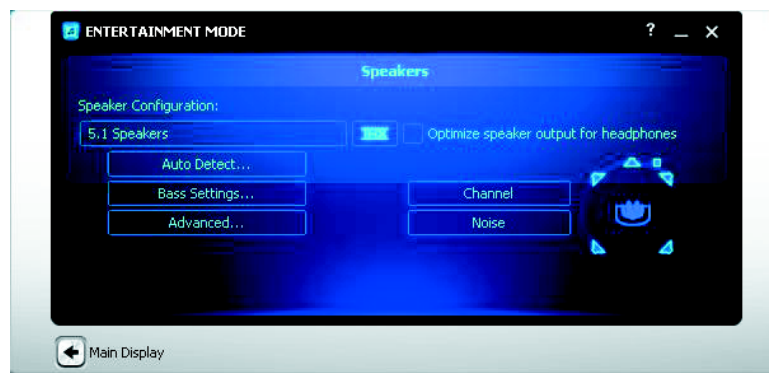 ENTERTAINMENT MODE ? _ X
Speakers
Speaker Configuration:
5.1 Speakers
Optimize speaker output for headphones
Auto Detect...
Bass Settings...
Channel
Advanced...
Noise
Main Display